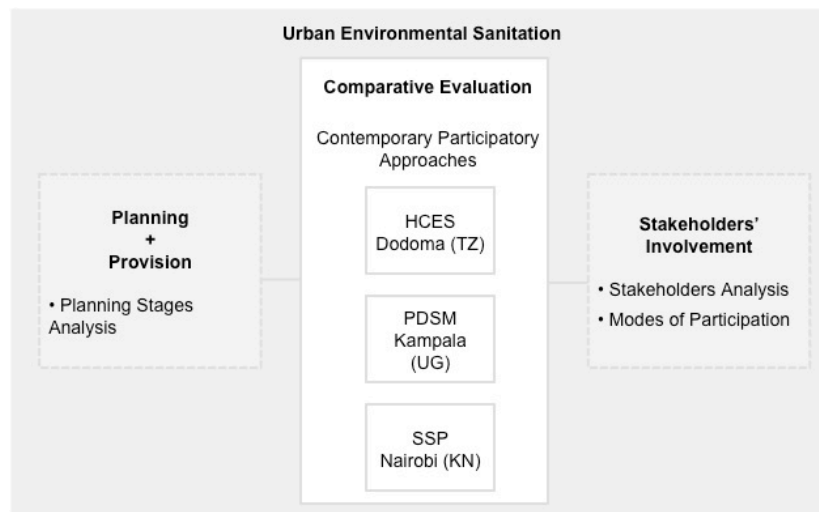 Urban Environmental Sanitation
Comparative Evaluation
Contemporary Participatory
Approaches
HCES
Dodoma (TZ)
PDSM
Kampala
(UG)
SSP
Nairobi (KN)
Planning
+
Provision
• Planning Stages
Analysis
Stakeholders'
Involvement
• Stakeholders Analysis
• Modes of Participation